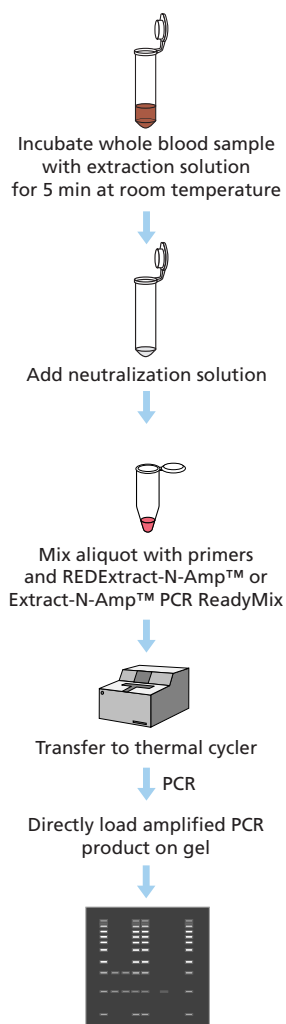 Incubate whole blood sample
with extraction solution
for 5 min at room temperature
Add neutralization solution
Mix aliquot with primers
and REDExtract-N-Amp™ or
Extract-N-Amp™ PCR ReadyMix
Transfer to thermal cycler
PCR
Directly load amplified PCR
product on gel